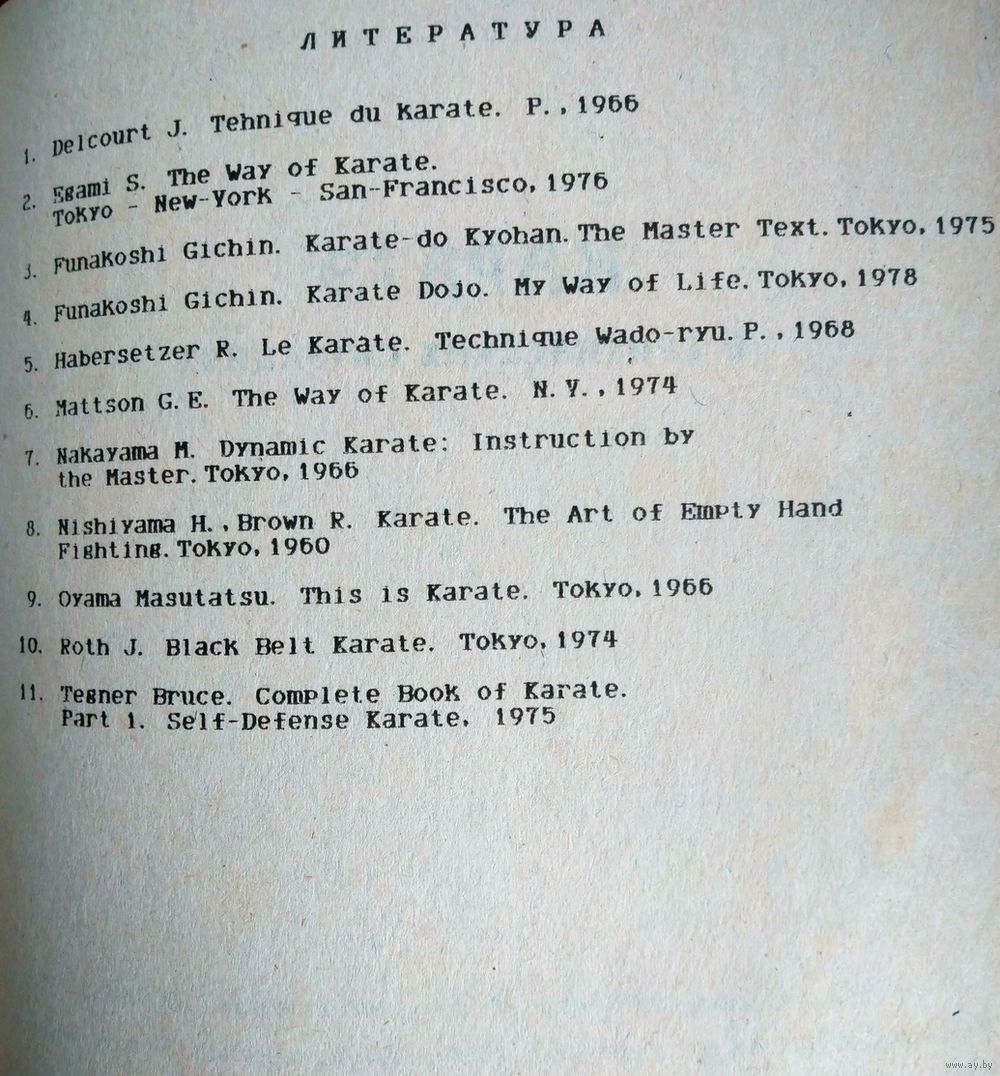 ЛИТЕРАТУРА
1. Delcourt J. Tehnique du Karate. P., 1966
2. Egami S. The Way of Karate.
Tokyo - New-York - San-Francisco, 1976
3. Funakoshi Gichin. Karate-do Kyohan. The Master Text. Tokyo, 1975
4. Funakoshi Gichin. Karate Dojo. My Way of Life. Tokyo, 1978
5. Habersetzer R. Le Karate. Technique Wado-ryu. P., 1968
6. Mattson G.E. The Way of Karate. N.Y., 1974
7. Nakayama M. Dynamic Karate: Instruction by
the Master. Tokyo, 1966
8. Nishiyama H., Brown R. Karate. The Art of Empty Hand
Fighting. Tokyo, 1960
9. Oyama Masutatsu. This is Karate. Tokyo, 1966
10. Roth J. Black Belt Karate. Tokyo, 1974
11. Tegner Bruce. Complete Book of Karate.
Part 1. Self-Defense Karate, 1975
www.ay.by